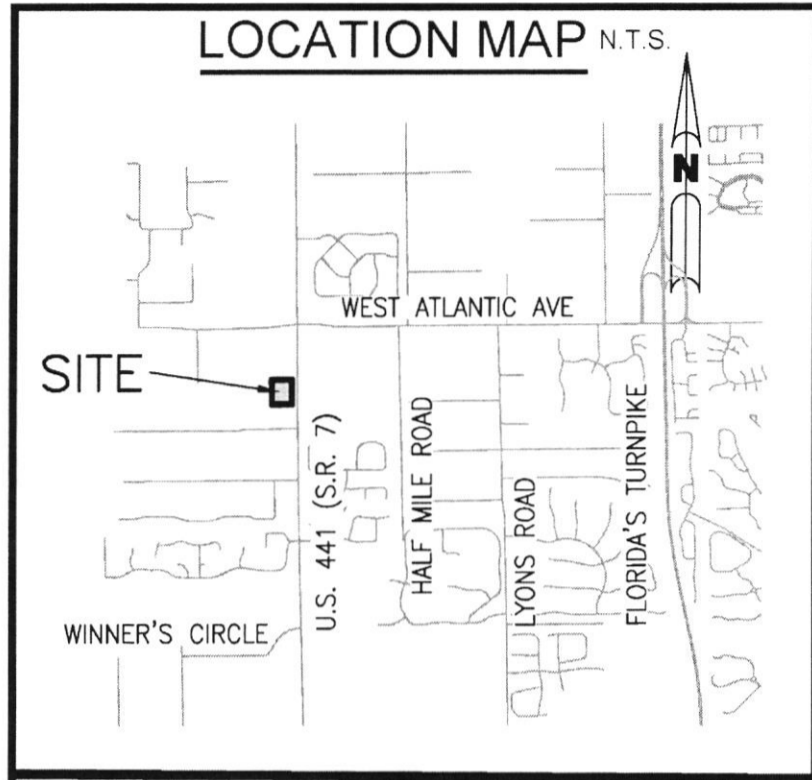 LOCATION MAP N.T.S.
N
WEST ATLANTIC AVE
SITE
U.S. 441 (S.R. 7)
HALF MILE ROAD
LYONS ROAD
FLORIDA'S TURNPIKE
WINNER'S CIRCLE